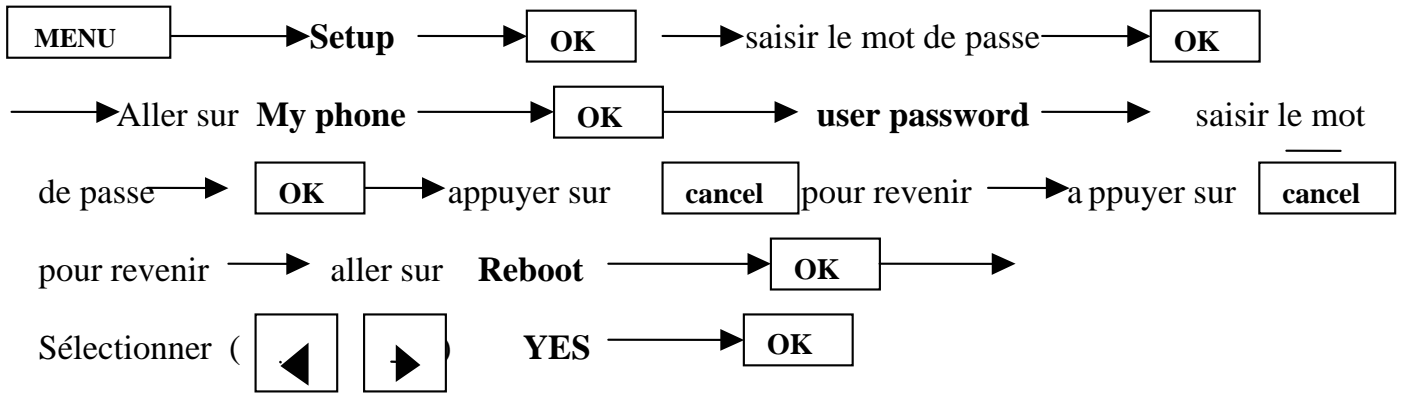 MENU Setup OK saisir le mot de passe OK
Aller sur My phone OK user password saisir le mot
de passe OK appuyer sur cancel pour revenir a ppuyer sur cancel
pour revenir aller sur Reboot OK
Sélectionner ( ) YES OK